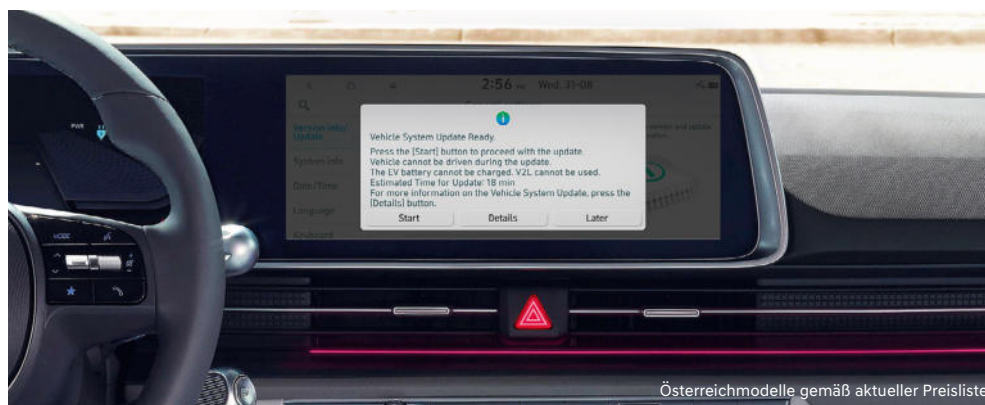 2:56 PM Wed. 31-08
Version info/
Update
System info
Date/Time
Language
Keyboard
Vehicle System Update Ready.
Press the [Start] button to proceed with the update.
Vehicle cannot be driven during the update.
The EV battery cannot be charged. V2L cannot be used.
Estimated Time for Update: 18 min
For more information on the Vehicle System Update, press the
[Details] button.
Start Details Later
PWR
MODE
Österreichmodelle gemäß aktueller Preisliste